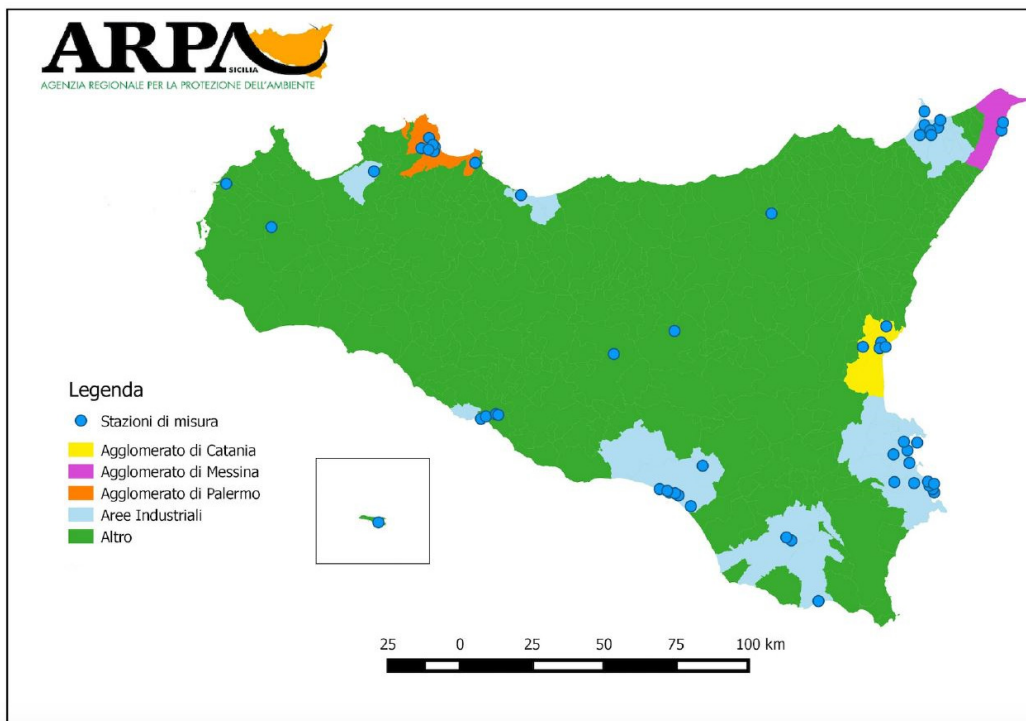 ARPA
SICILIA
AGENZIA REGIONALE PER LA PROTEZIONE DELL'AMBIENTE
Legenda
Stazioni di misura
Agglomerato di Catania
Agglomerato di Messina
Agglomerato di Palermo
Aree Industriali
Altro
25 0 25 50 75 100 km